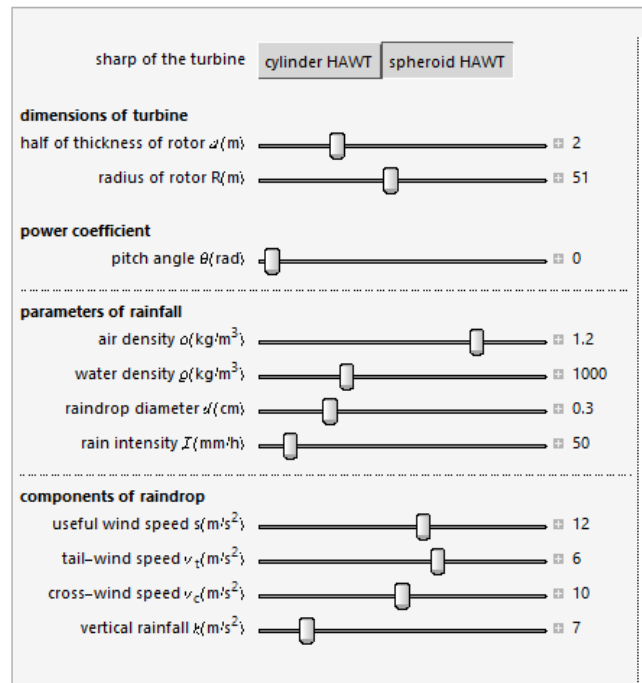 sharp of the turbine cylinder HAWT spheroid HAWT
dimensions of turbine
half of thickness of rotor a(m) 2
radius of rotor R(m) 51
power coefficient
pitch angle θ(rad) 0
parameters of rainfall
air density ρ(kg/m³) 1.2
water density ϱ(kg/m³) 1000
raindrop diameter d(cm) 0.3
rain intensity I(mm/h) 50
components of raindrop
useful wind speed s(m/s²) 12
tail-wind speed vₜ(m/s²) 6
cross-wind speed v_c(m/s²) 10
vertical rainfall k(m/s²) 7